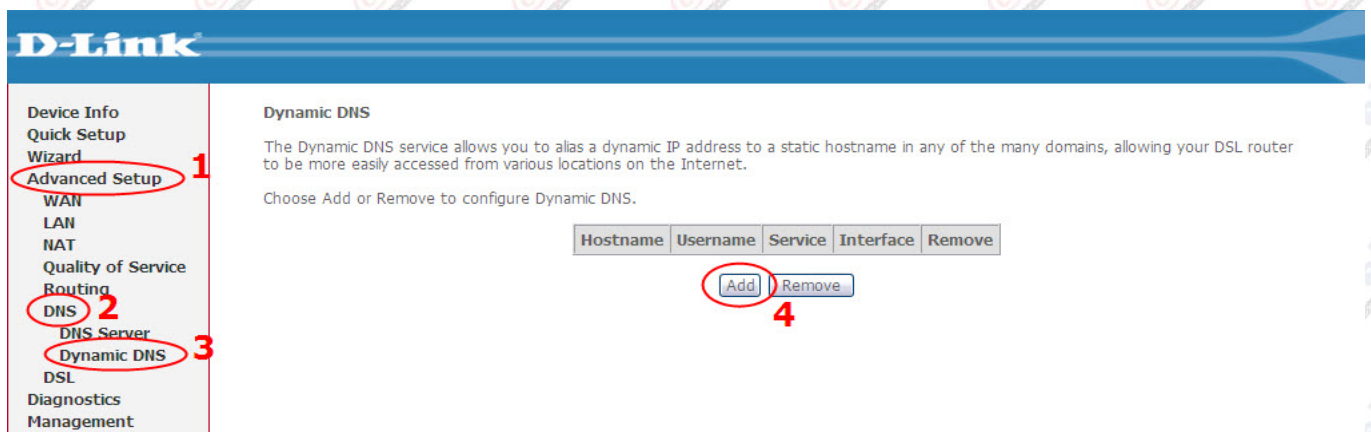 D-Link
Device Info
Quick Setup
Wizard
Advanced Setup
1
WAN
LAN
NAT
Quality of Service
Routing
DNS
2
DNS Server
Dynamic DNS
3
DSL
Diagnostics
Management
Dynamic DNS
The Dynamic DNS service allows you to alias a dynamic IP address to a static hostname in any of the many domains, allowing your DSL router
to be more easily accessed from various locations on the Internet.
Choose Add or Remove to configure Dynamic DNS.
Hostname Username Service Interface Remove
Add Remove
4